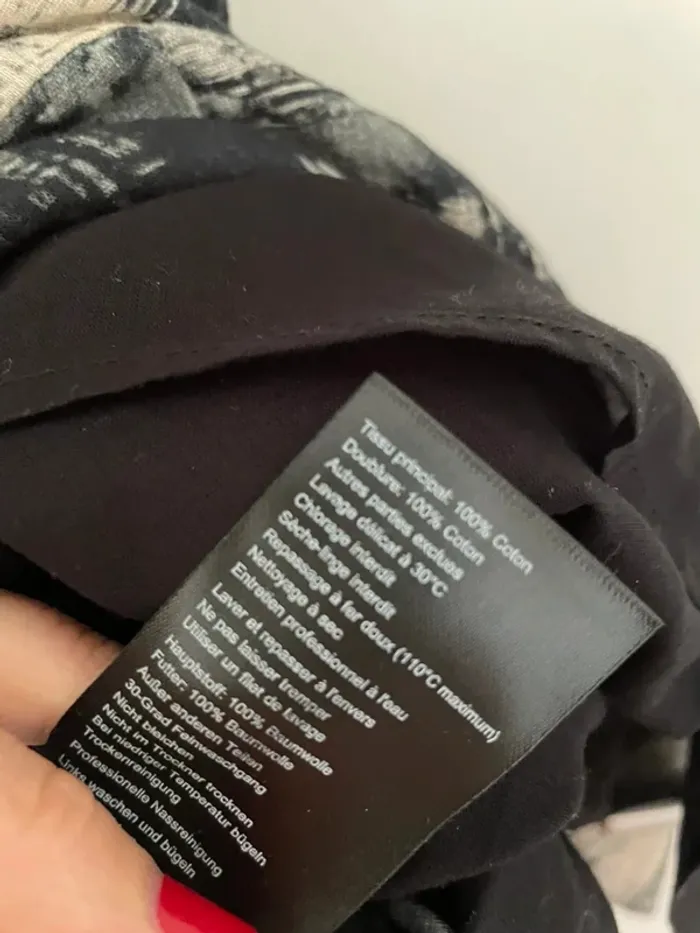 Tissu principal: 100% Coton
Doublure: 100% Coton
Autres parties exclues
Lavage délicat à 30°C
Chlorage interdit
Sèche-linge interdit
Repassage à fer doux (110°C maximum)
Nettoyage à sec
Entretien professionnel à l'eau
Laver et repasser à l'envers
Ne pas laisser tremper
Utiliser un filet de lavage
Hauptstoff: 100% Baumwolle
Futter: 100% Baumwolle
Außer anderen Teilen
30-Grad Feinwaschgang
Nicht bleichen
Nicht im Trockner trocknen
Bei niedriger Temperatur bügeln
Trockenreinigung
Professionelle Nassreinigung
Links waschen und bügeln